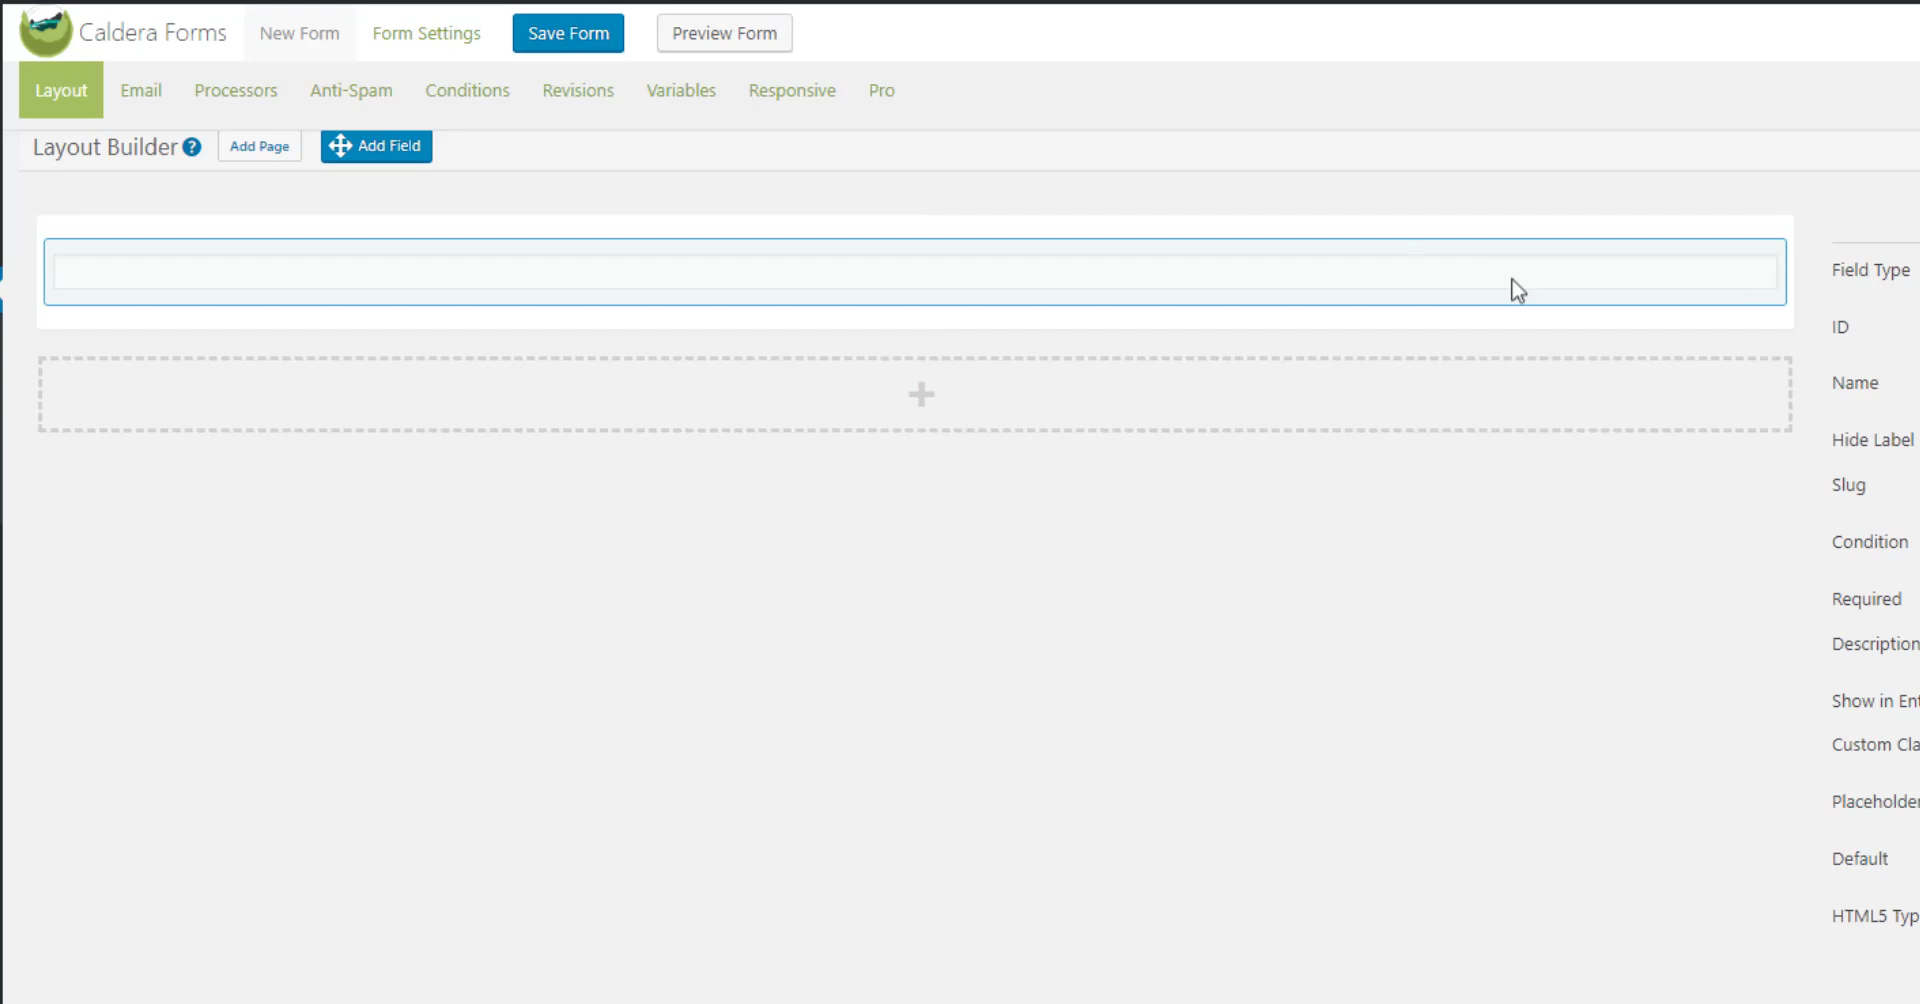 Caldera Forms New Form Form Settings Save Form Preview Form
Layout Email Processors Anti-Spam Conditions Revisions Variables Responsive Pro
Layout Builder ? Add Page Add Field
Field Type
ID
Name
Hide Label
Slug
Condition
Required
Description
Show in Ent
Custom Cla
Placeholder
Default
HTML5 Typ